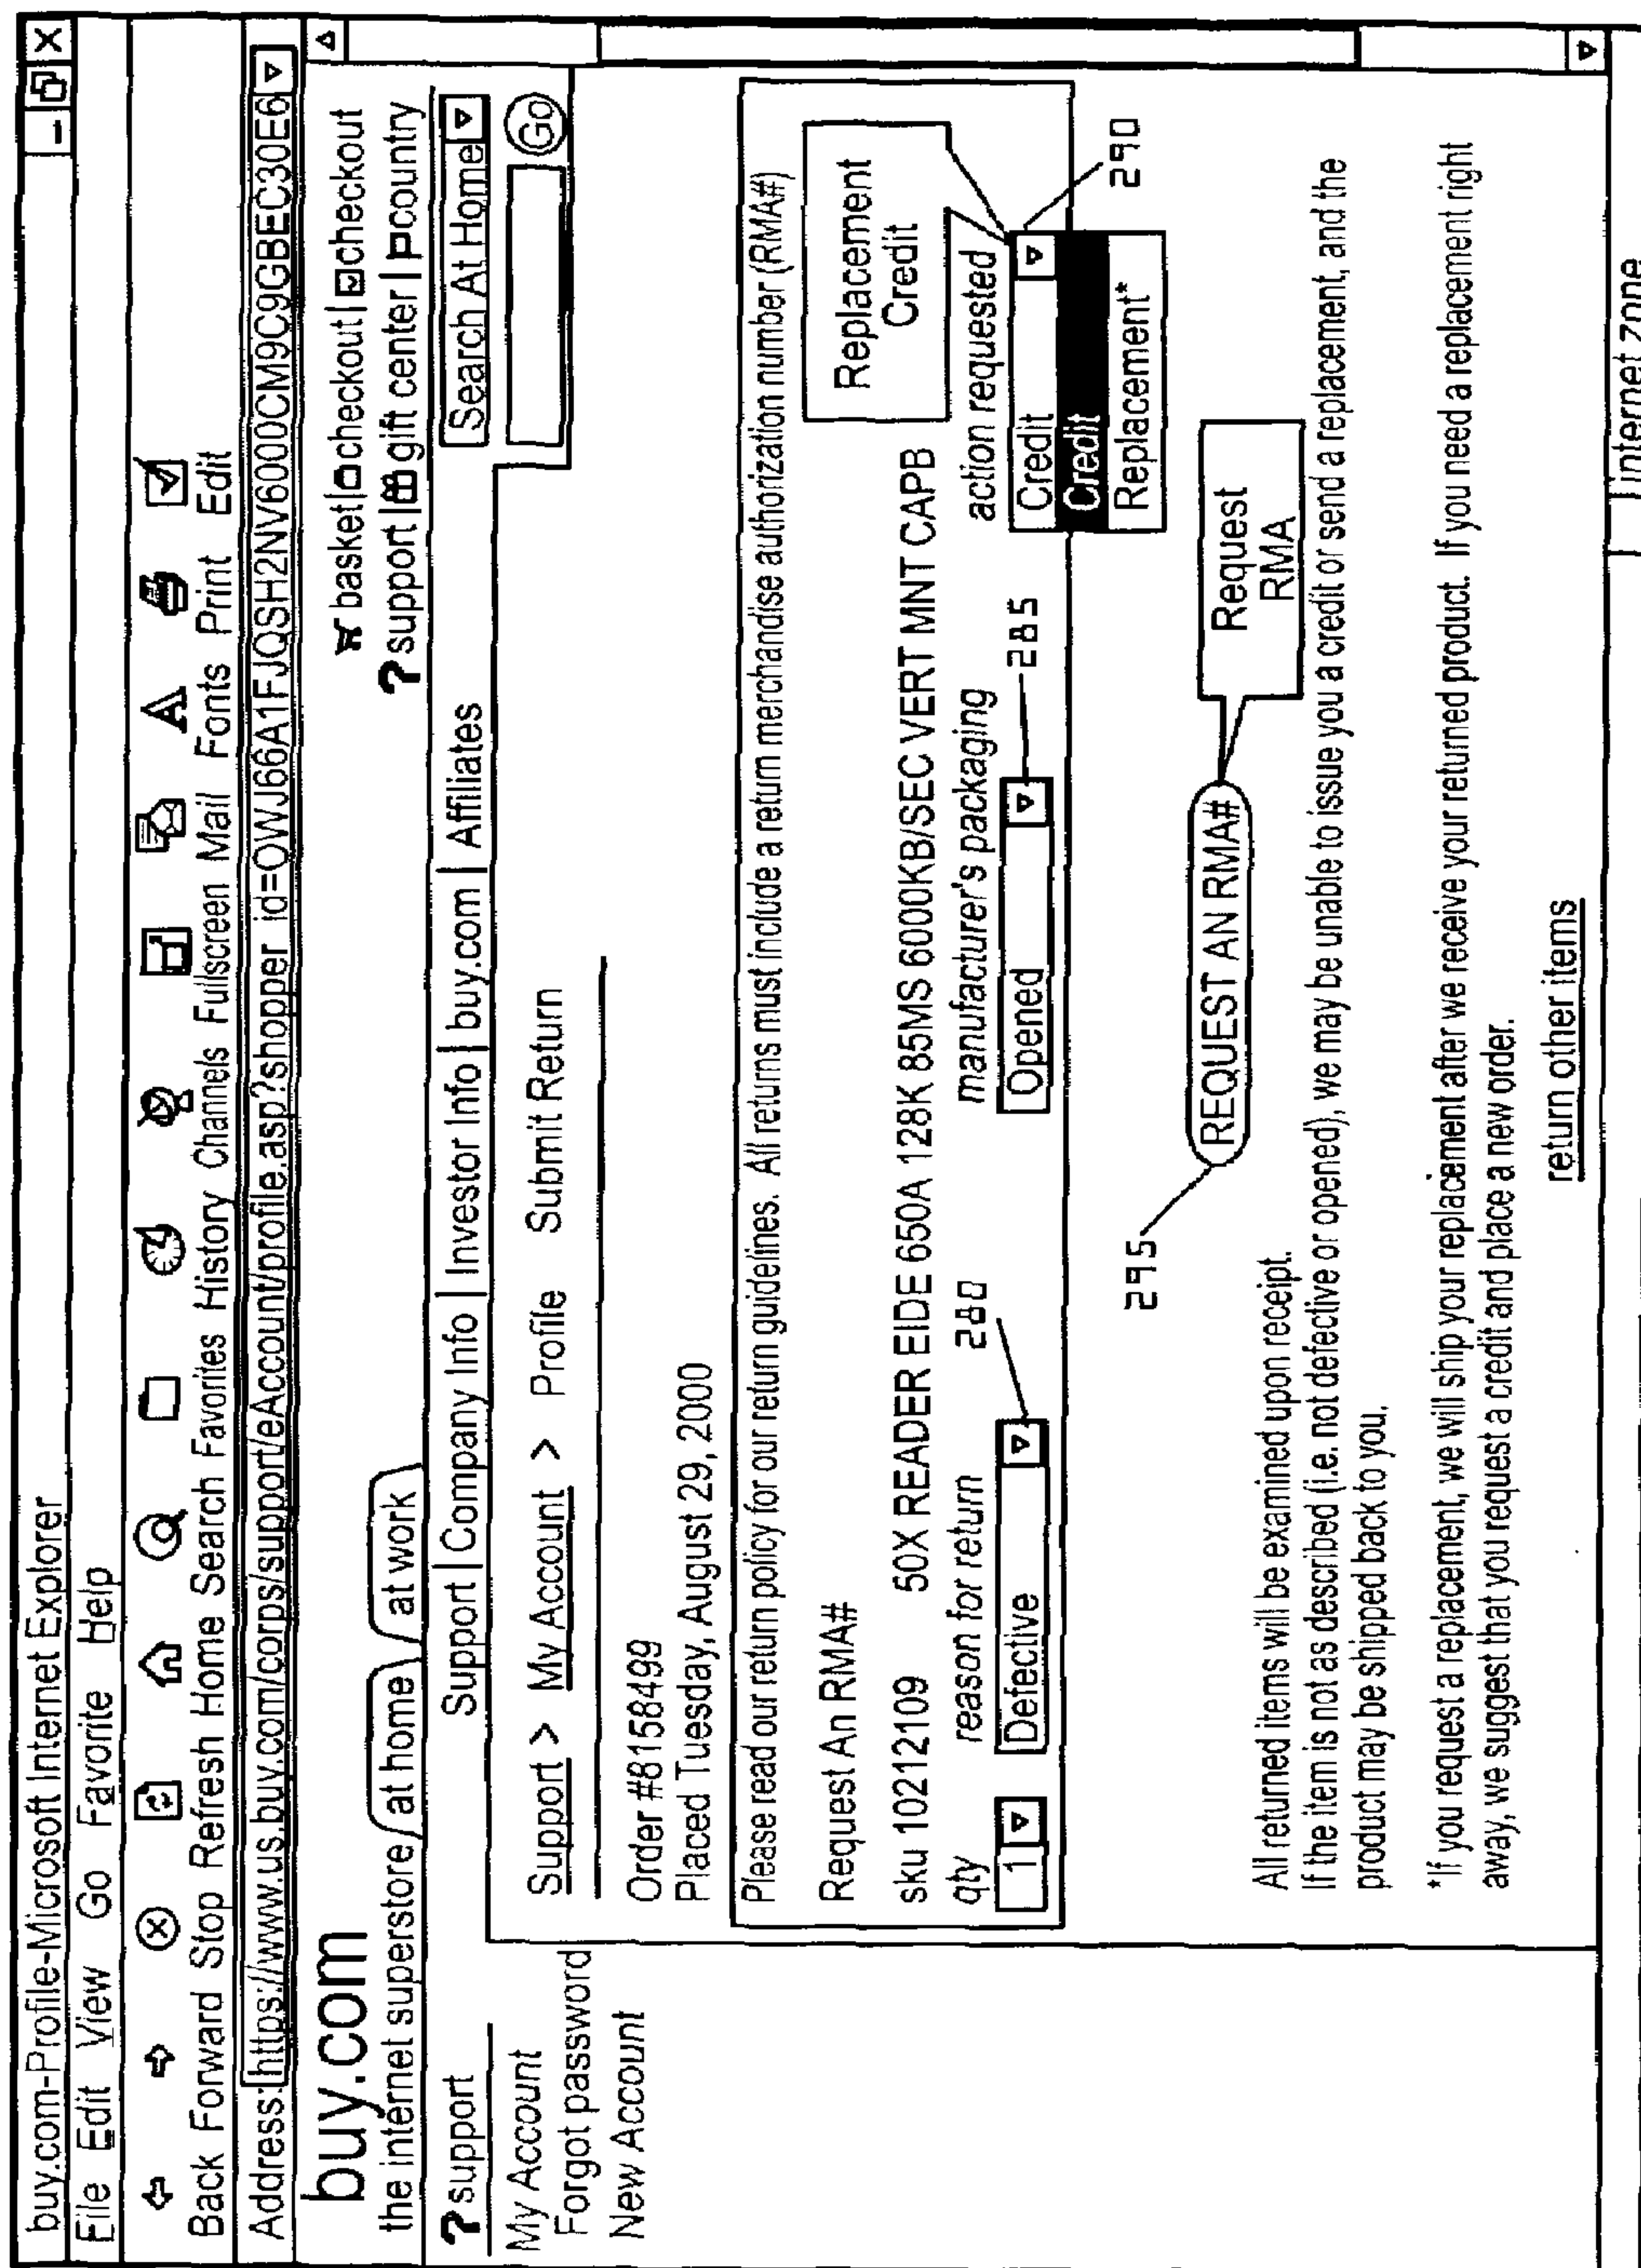 buy.com-Profile-Microsoft Internet Explorer
File Edit View Go Favorite Help
Back Forward Stop Refresh Home Search Favorites History Channels Fullscreen Mail Fonts Print Edit
Address: https://www.us.buy.com/corps/support/eAccount/profile.asp?shopper_id=OWJ66A1FJQSH2NV6000CM9C9GBEC30E6
buy.com
the internet superstore at home at work
basket | checkout | checkout
? support | gift center | country
Support | Company Info | Investor Info | buy.com | Affiliates
Search At Home
Go
? support
My Account
Forgot password
New Account
Support > My Account > Profile Submit Return
Order #8158499
Placed Tuesday, August 29, 2000
Please read our return policy for our return guidelines. All returns must include a return merchandise authorization number (RMA#)
Request An RMA#
Replacement
Credit
sku 10212109 50X READER EIDE 650A 128K 85MS 6000KB/SEC VERT MNT CAPB
qty reason for return 280 manufacturer's packaging 285 action requested
1 Defective Opened Credit
290
Credit
Replacement*
295
REQUEST AN RMA#
Request
RMA
All returned items will be examined upon receipt.
If the item is not as described (i.e. not defective or opened), we may be unable to issue you a credit or send a replacement, and the
product may be shipped back to you.
*If you request a replacement, we will ship your replacement after we receive your returned product. If you need a replacement right
away, we suggest that you request a credit and place a new order.
return other items
Internet zone